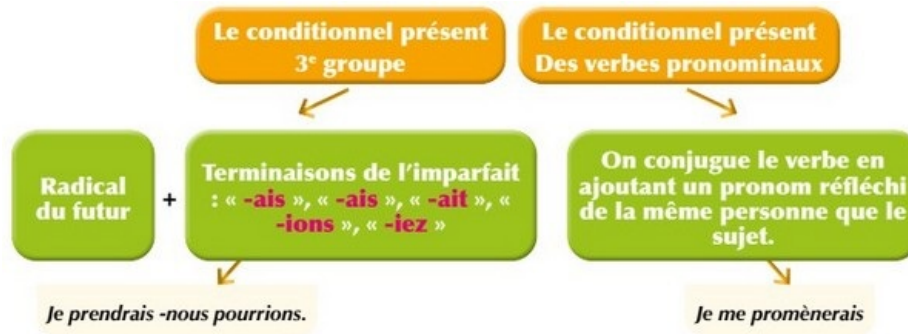 Le conditionnel présent
3e groupe
Le conditionnel présent
Des verbes pronominaux
Radical
du futur
+
Terminaisons de l'imparfait
: « -ais », « -ais », « -ait », «
-ions », « -iez »
On conjugue le verbe en
ajoutant un pronom réfléchi
de la même personne que le
sujet.
Je prendrais -nous pourrions.
Je me promènerais